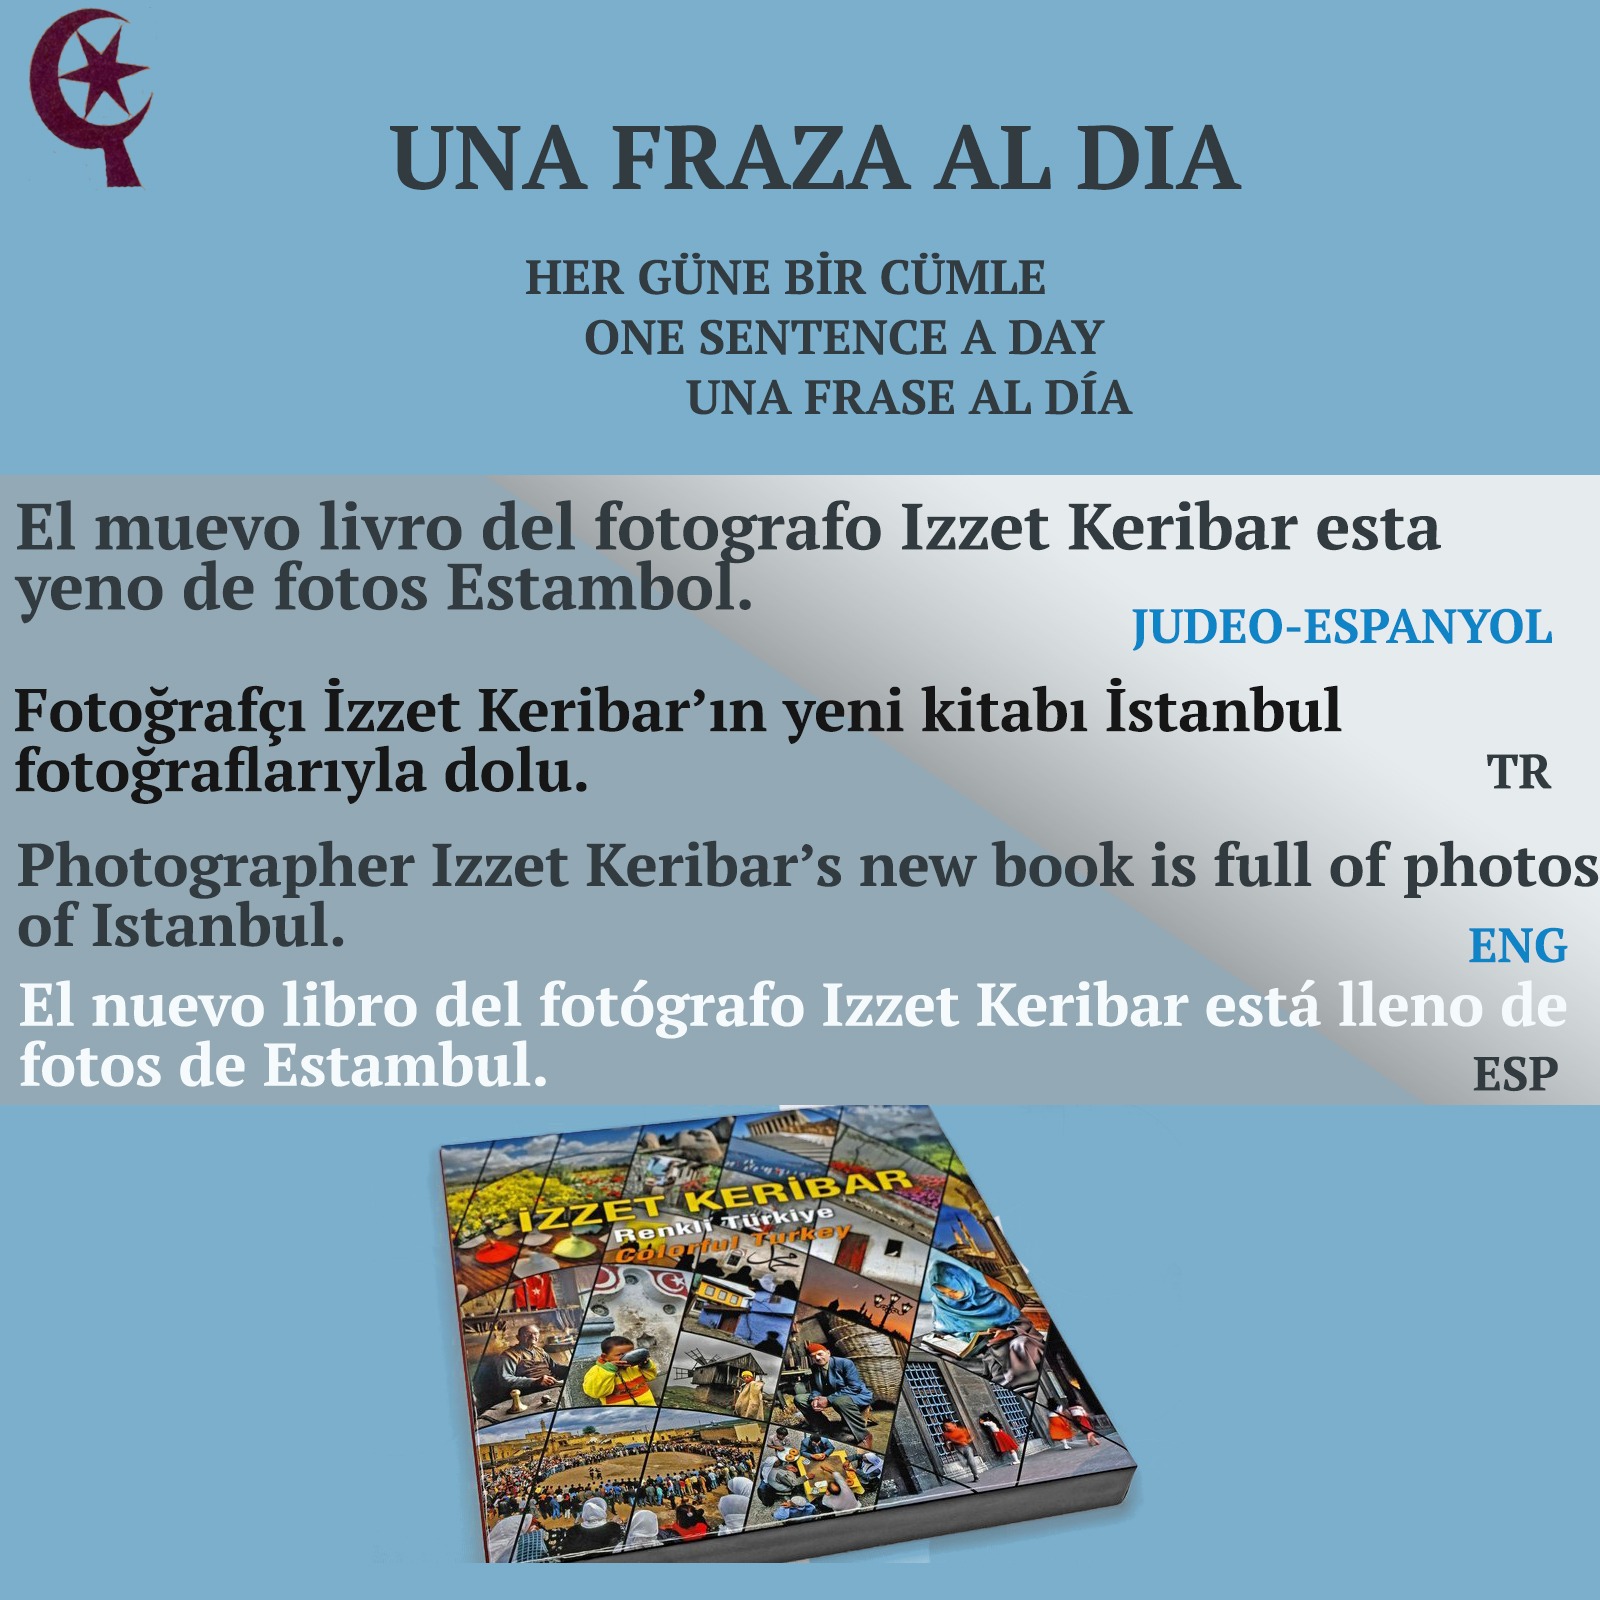 UNA FRAZA AL DIA
HER GÜNE BİR CÜMLE
ONE SENTENCE A DAY
UNA FRASE AL DÍA
El muevo livro del fotografo Izzet Keribar esta
yeno de fotos Estambol.
JUDEO-ESPANYOL
Fotoğrafçı İzzet Keribar’ın yeni kitabı İstanbul
fotoğraflarıyla dolu.
TR
Photographer Izzet Keribar’s new book is full of photos
of Istanbul.
ENG
El nuevo libro del fotógrafo Izzet Keribar está lleno de
fotos de Estambul.
ESP
İZZET KERİBAR
Renkli Türkiye
Colorful Turkey